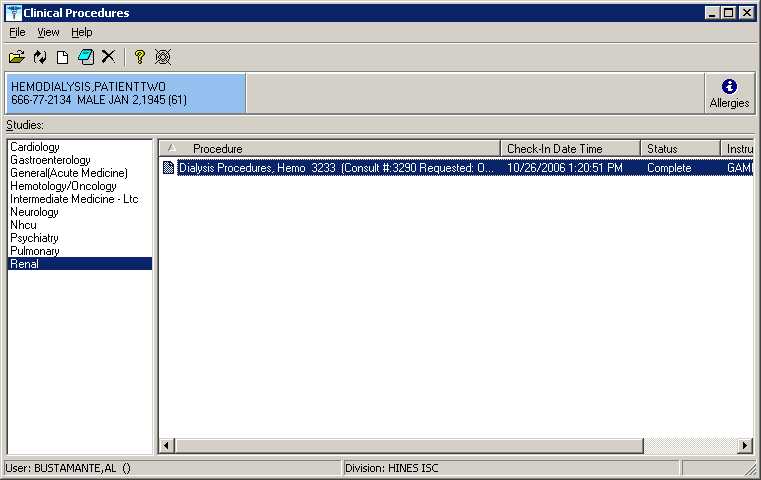 Clinical Procedures
File View Help
HEMODIALYSIS,PATIENTTWO
666-77-2134 MALE JAN 2,1945 (61)
Allergies
Studies:
Cardiology
Gastroenterology
General(Acute Medicine)
Hemotology/Oncology
Intermediate Medicine - Ltc
Neurology
Nhcu
Psychiatry
Pulmonary
Renal
Procedure Check-In Date Time Status Instru
Dialysis Procedures, Hemo 3233 (Consult #:3290 Requested: O... 10/26/2006 1:20:51 PM Complete GAM
User: BUSTAMANTE,AL () Division: HINES ISC